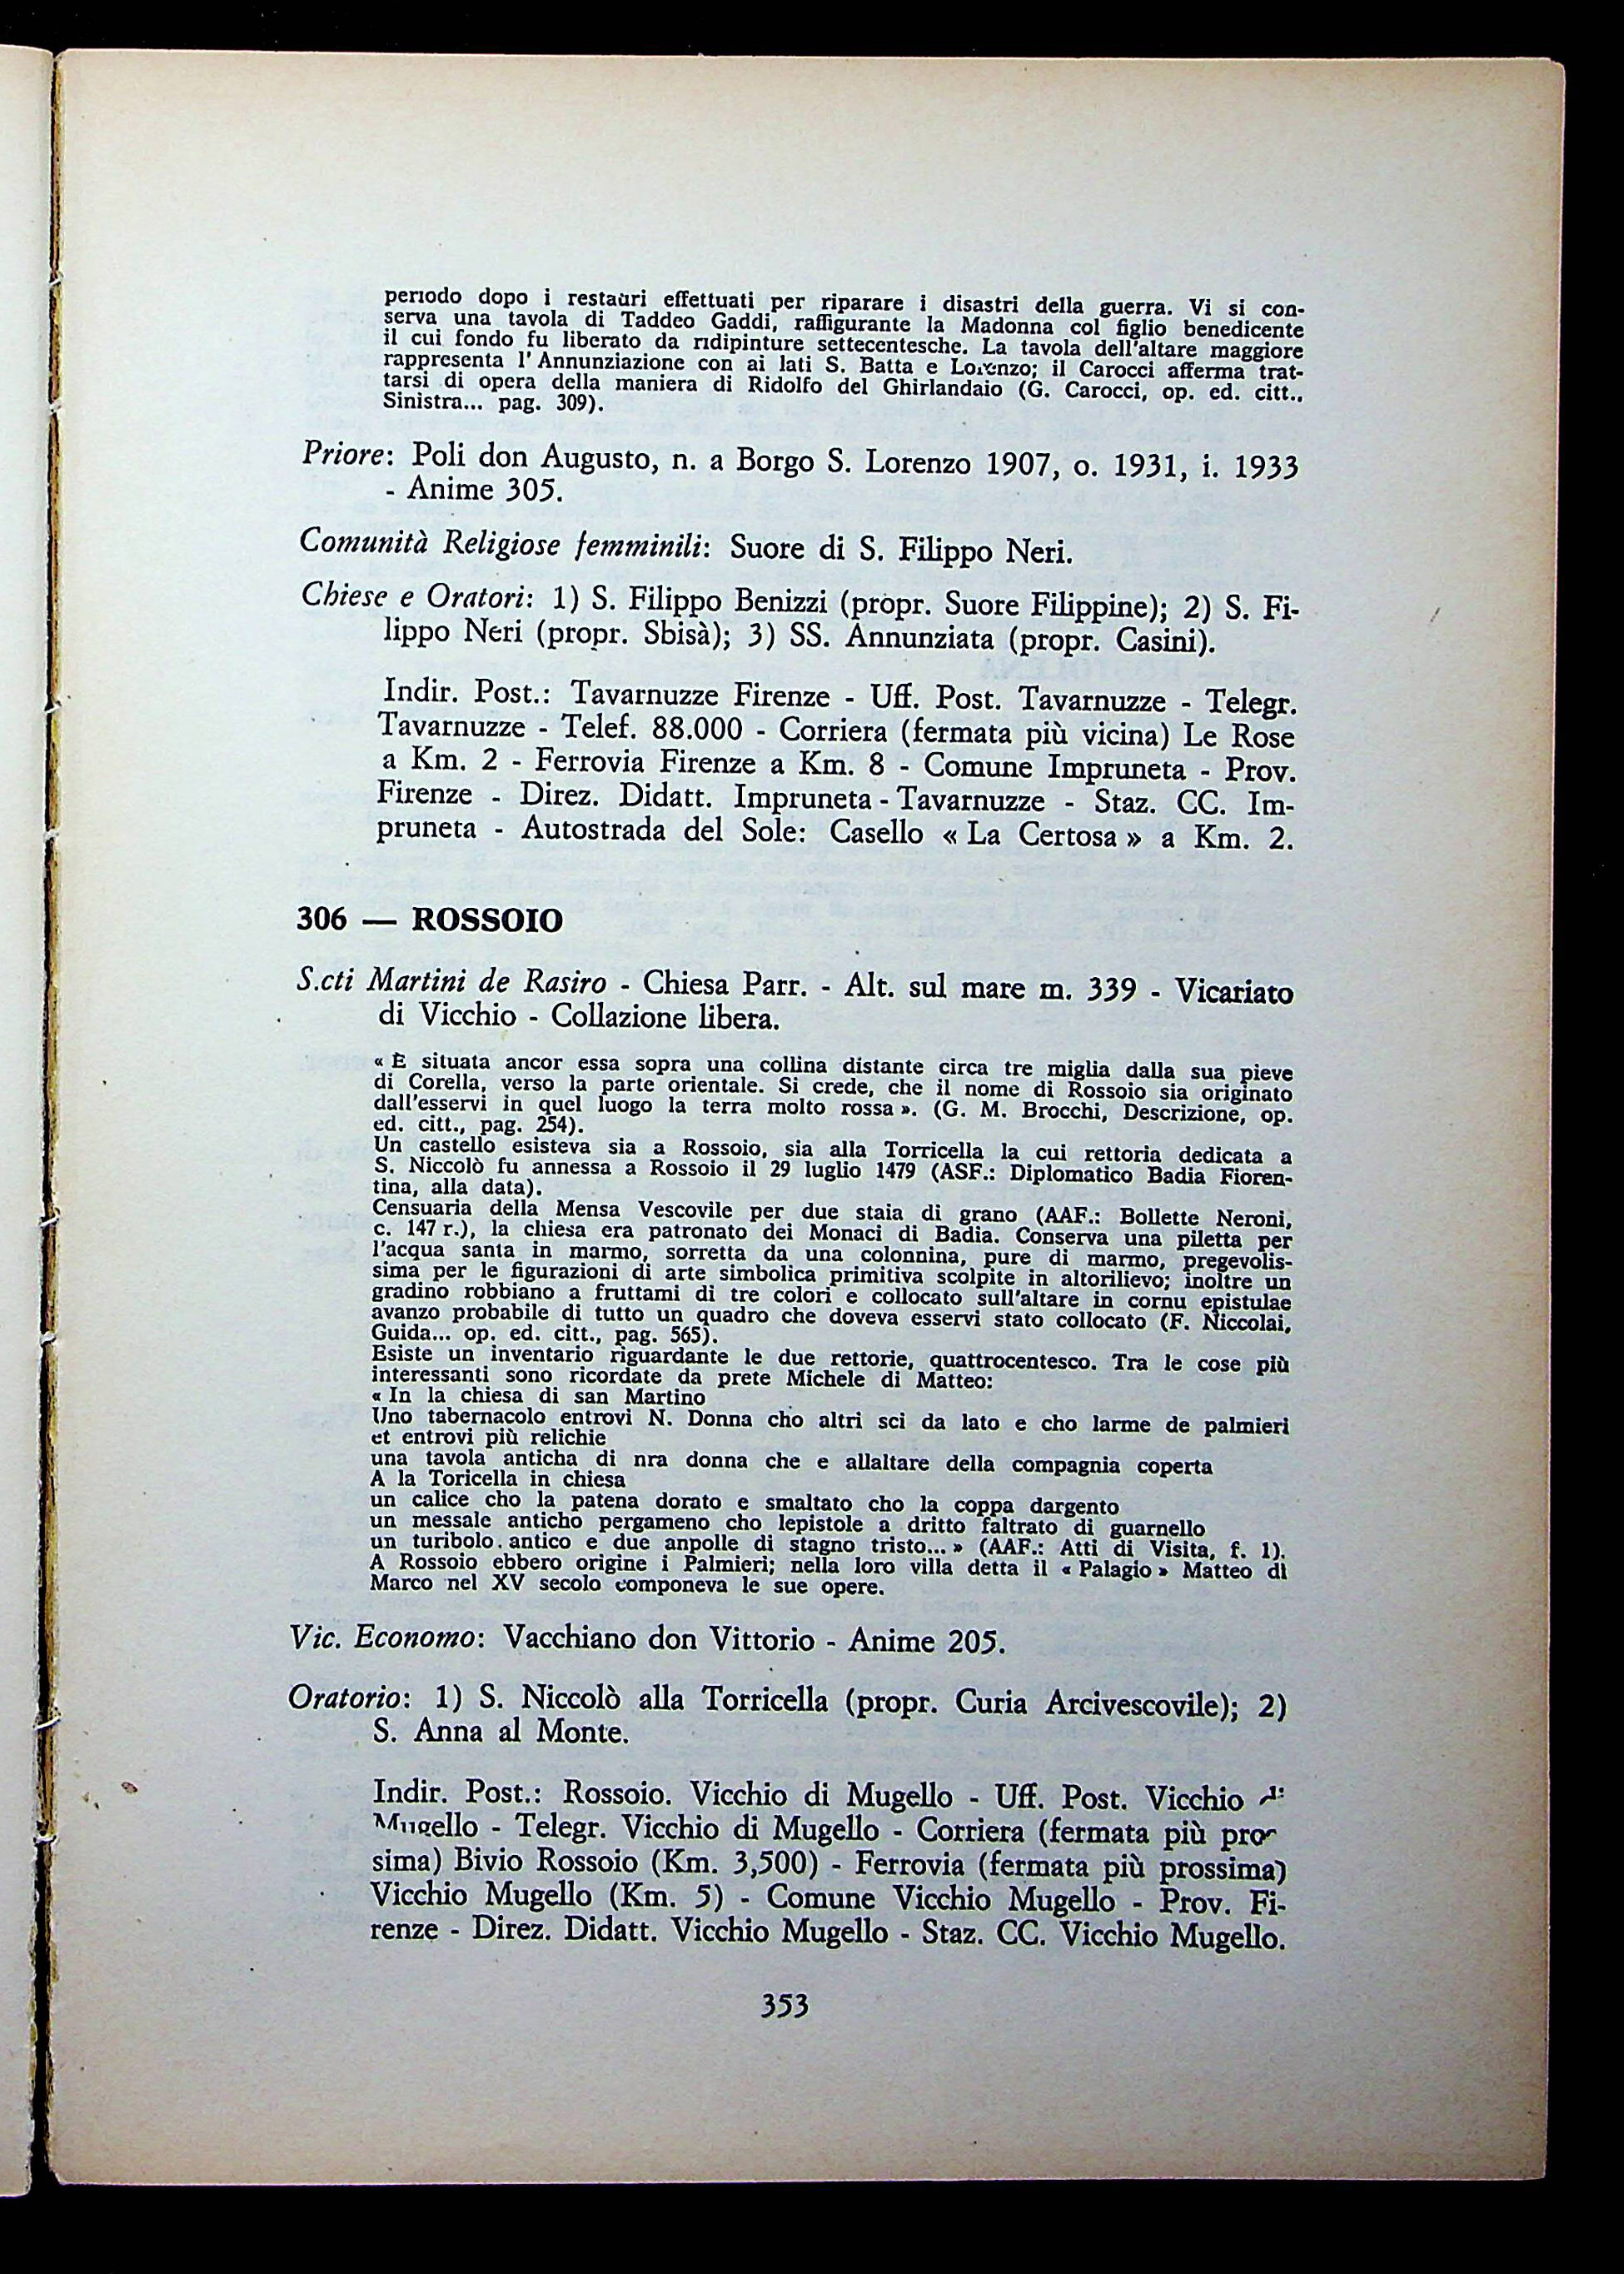 periodo dopo i restauri effettuati per riparare i disastri della guerra. Vi si con-
serva una tavola di Taddeo Gaddi, raffigurante la Madonna col figlio benedicente
il cui fondo fu liberato da ridipinture settecentesche. La tavola dell'altare maggiore
rappresenta l'Annunziazione con ai lati S. Batta e Lorenzo; il Carocci afferma trat-
tarsi di opera della maniera di Ridolfo del Ghirlandaio (G. Carocci, op. ed. citt.,
Sinistra... pag. 309).
Priore: Poli don Augusto, n. a Borgo S. Lorenzo 1907, o. 1931, i. 1933
- Anime 305.
Comunità Religiose femminili: Suore di S. Filippo Neri.
Chiese e Oratori: 1) S. Filippo Benizzi (propr. Suore Filippine); 2) S. Fi-
lippo Neri (propr. Sbisà); 3) SS. Annunziata (propr. Casini).
Indir. Post.: Tavarnuzze Firenze - Uff. Post. Tavarnuzze - Telegr.
Tavarnuzze - Telef. 88.000 - Corriera (fermata più vicina) Le Rose
a Km. 2 - Ferrovia Firenze a Km. 8 - Comune Impruneta - Prov.
Firenze - Direz. Didatt. Impruneta - Tavarnuzze - Staz. CC. Im-
pruneta - Autostrada del Sole: Casello « La Certosa » a Km. 2.
306 — ROSSOIO
S.cti Martini de Rasiro - Chiesa Parr. - Alt. sul mare m. 339 - Vicariato
di Vicchio - Collazione libera.
« È situata ancor essa sopra una collina distante circa tre miglia dalla sua pieve
di Corella, verso la parte orientale. Si crede, che il nome di Rossoio sia originato
dall'esservi in quel luogo la terra molto rossa ». (G. M. Brocchi, Descrizione, op.
ed. citt., pag. 254).
Un castello esisteva sia a Rossoio, sia alla Torricella la cui rettoria dedicata a
S. Niccolò fu annessa a Rossoio il 29 luglio 1479 (ASF.: Diplomatico Badia Fioren-
tina, alla data).
Censuaria della Mensa Vescovile per due staia di grano (AAF.: Bollette Neroni,
c. 147 r.), la chiesa era patronato dei Monaci di Badia. Conserva una piletta per
l'acqua santa in marmo, sorretta da una colonnina, pure di marmo, pregevolis-
sima per le figurazioni di arte simbolica primitiva scolpite in altorilievo; inoltre un
gradino robbiano a fruttami di tre colori e collocato sull'altare in cornu epistulae
avanzo probabile di tutto un quadro che doveva esservi stato collocato (F. Niccolai,
Guida... op. ed. citt., pag. 565).
Esiste un inventario riguardante le due rettorie, quattrocentesco. Tra le cose più
interessanti sono ricordate da prete Michele di Matteo:
« In la chiesa di san Martino
Uno tabernacolo entrovi N. Donna cho altri sci da lato e cho larme de palmieri
et entrovi più relichie
una tavola anticha di nra donna che e allaltare della compagnia coperta
A la Toricella in chiesa
un calice cho la patena dorato e smaltato cho la coppa dargento
un messale anticho pergameno cho lepistole a dritto faltrato di guarnello
un turibolo antico e due anpolle di stagno tristo... » (AAF.: Atti di Visita, f. 1).
A Rossoio ebbero origine i Palmieri; nella loro villa detta il « Palagio » Matteo di
Marco nel XV secolo componeva le sue opere.
Vic. Economo: Vacchiano don Vittorio - Anime 205.
Oratorio: 1) S. Niccolò alla Torricella (propr. Curia Arcivescovile); 2)
S. Anna al Monte.
Indir. Post.: Rossoio. Vicchio di Mugello - Uff. Post. Vicchio di
Mugello - Telegr. Vicchio di Mugello - Corriera (fermata più pros-
sima) Bivio Rossoio (Km. 3,500) - Ferrovia (fermata più prossima)
Vicchio Mugello (Km. 5) - Comune Vicchio Mugello - Prov. Fi-
renze - Direz. Didatt. Vicchio Mugello - Staz. CC. Vicchio Mugello.
353